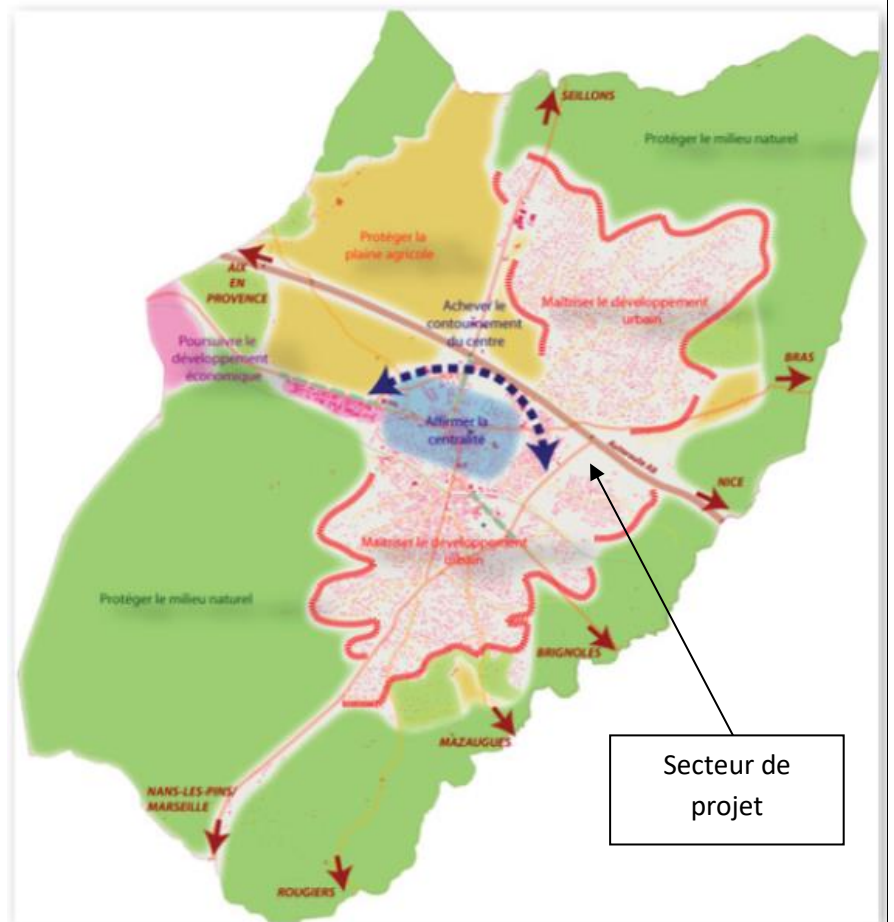 SEILLONS
Protéger le milieu naturel
Protéger la
plaine agricole
AIX
EN
PROVENCE
Achever le
contournement
du centre
Maîtriser le développement
urbain
Poursuivre le
développement
économique
BRAS
Affirmer la
centralité
Autoroute A8
NICE
Maîtriser le développement
urbain
Protéger le milieu naturel
BRIGNOLES
MAZAUGUES
Secteur de
projet
NANS-LES-PINS/
MARSEILLE
ROUGIERS